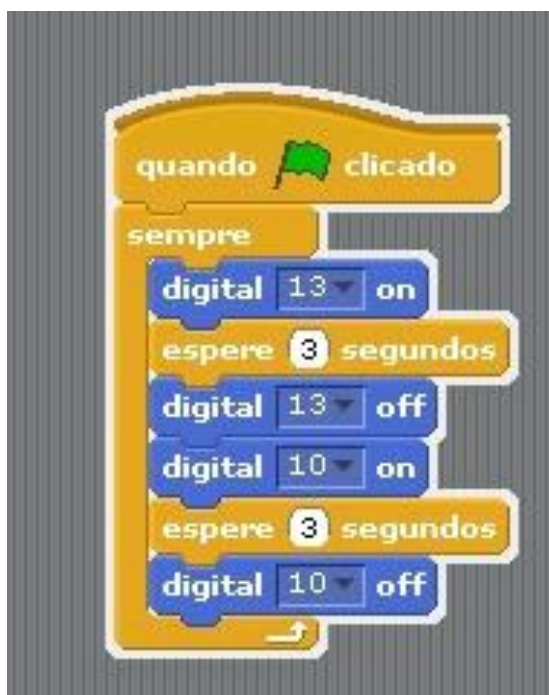 quando clicado
sempre
digital 13 on
espere 3 segundos
digital 13 off
digital 10 on
espere 3 segundos
digital 10 off